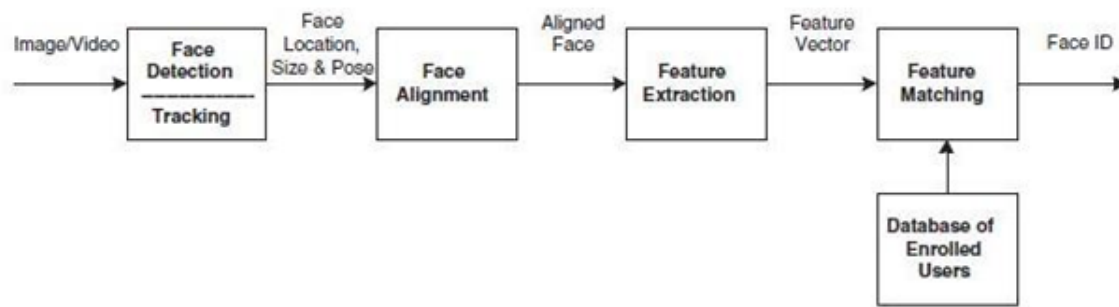 Image/Video
Face
Detection
Tracking
Face
Location,
Size & Pose
Face
Alignment
Aligned
Face
Feature
Extraction
Feature
Vector
Feature
Matching
Face ID
Database of
Enrolled
Users